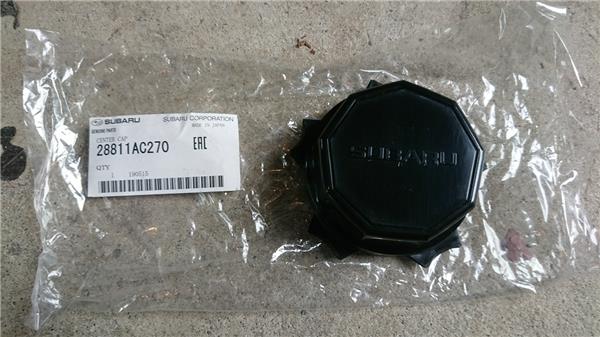 SUBARU
SUBARU CORPORATION
GENUINE PARTS
MADE IN JAPAN
CENTER CAP
28811AC270
EAC
QTY
1 190515
SUBARU